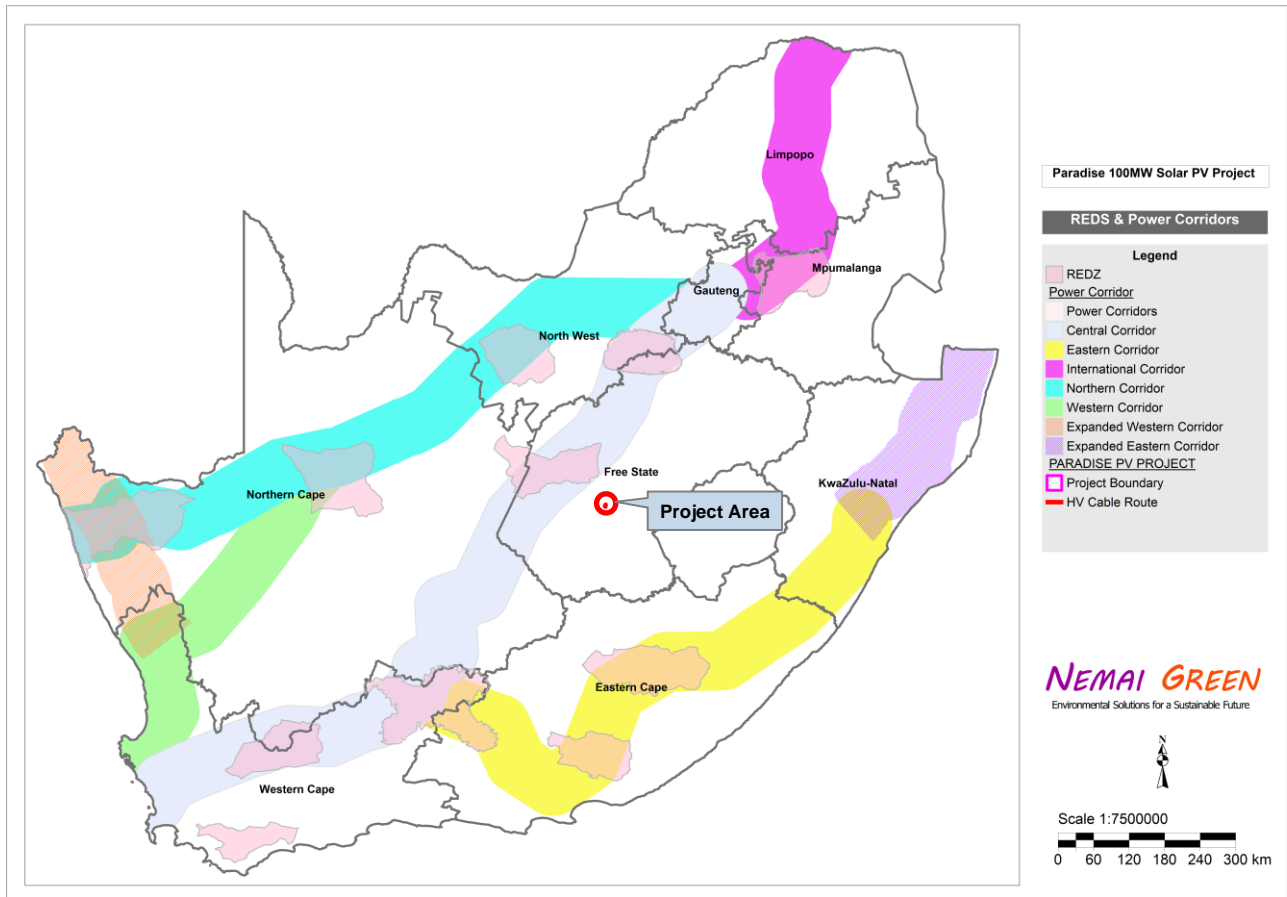 Limpopo
Mpumalanga
Gauteng
North West
Free State
KwaZulu-Natal
Northern Cape
Project Area
Eastern Cape
Western Cape
Paradise 100MW Solar PV Project
REDS & Power Corridors
Legend
REDZ
Power Corridor
Power Corridors
Central Corridor
Eastern Corridor
International Corridor
Northern Corridor
Western Corridor
Expanded Western Corridor
Expanded Eastern Corridor
PARADISE PV PROJECT
Project Boundary
HV Cable Route
NEMAI GREEN
Environmental Solutions for a Sustainable Future
N
Scale 1:7500000
0 60 120 180 240 300 km